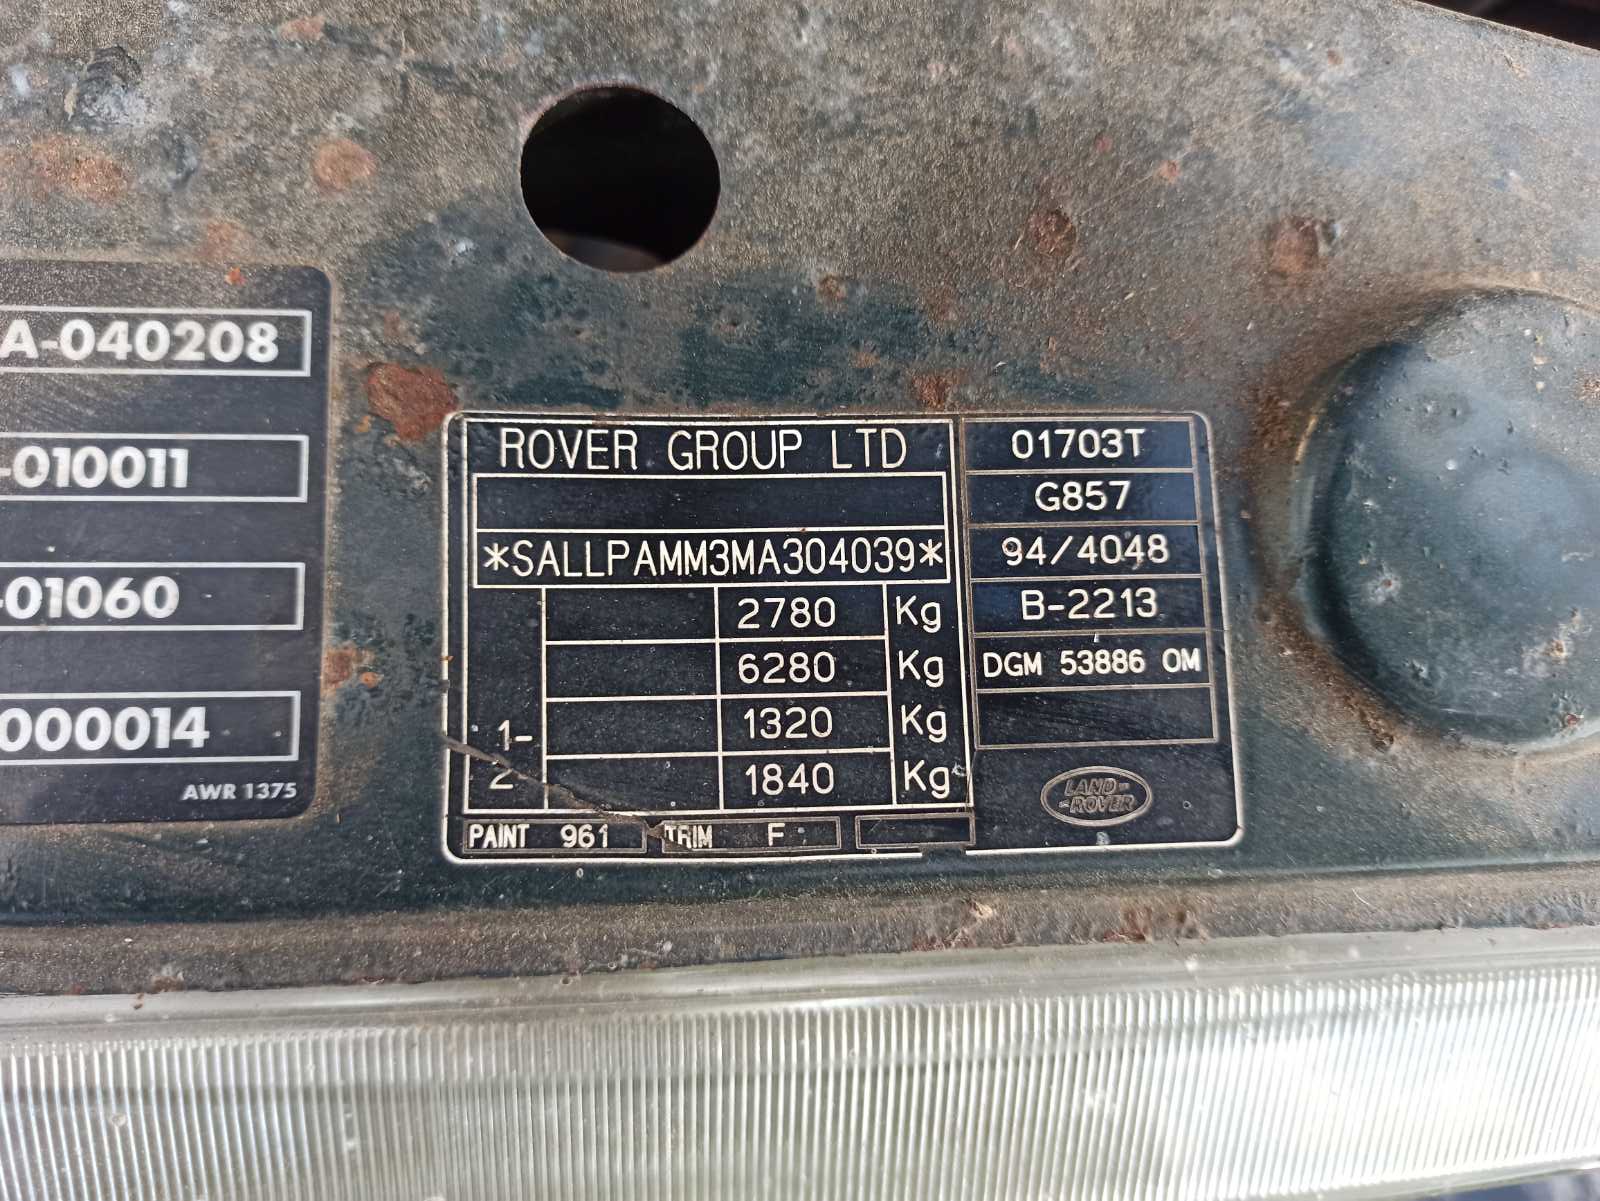 A-040208
-010011
-01060
000014
AWR 1375
ROVER GROUP LTD
*SALLPAMM3MA304039*
2780 Kg
6280 Kg
1- 1320 Kg
2- 1840 Kg
PAINT 961 TRIM F
01703T
G857
94/4048
B-2213
DGM 53886 OM
LAND-
-ROVER